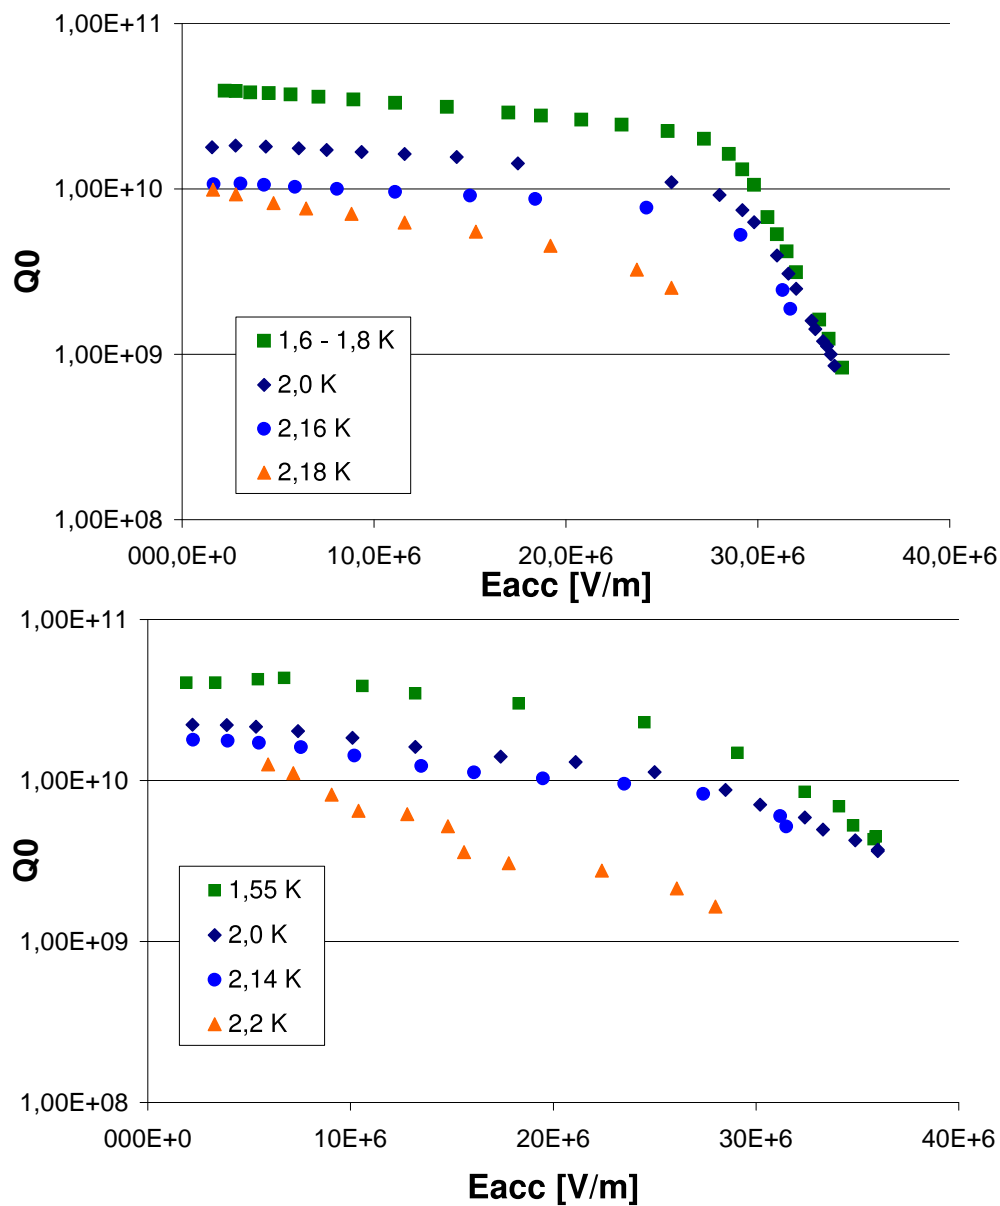 1,00E+11
1,00E+10
1,00E+09
1,00E+08
Q0
1,6 - 1,8 K
2,0 K
2,16 K
2,18 K
000,0E+0 10,0E+6 20,0E+6 30,0E+6 40,0E+6
Eacc [V/m]
1,00E+11
1,00E+10
1,00E+09
1,00E+08
Q0
1,55 K
2,0 K
2,14 K
2,2 K
000E+0 10E+6 20E+6 30E+6 40E+6
Eacc [V/m]